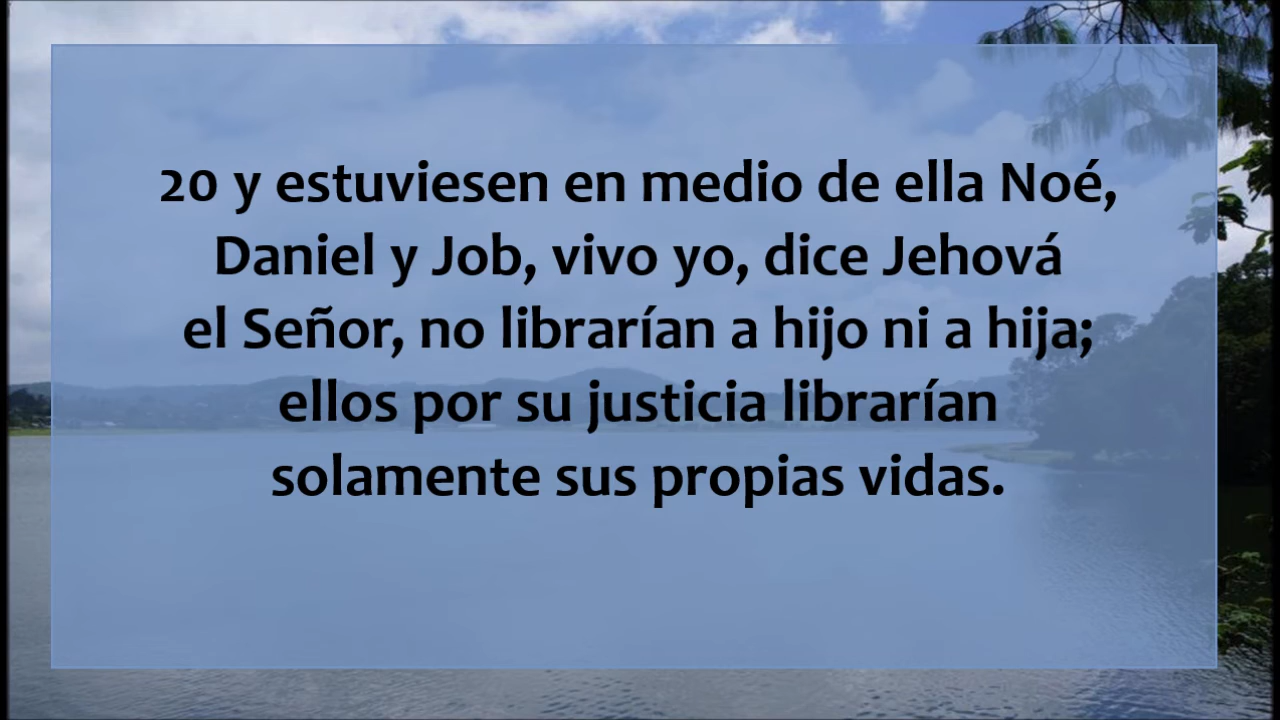 20 y estuviesen en medio de ella Noé,
Daniel y Job, vivo yo, dice Jehová
el Señor, no librarían a hijo ni a hija;
ellos por su justicia librarían
solamente sus propias vidas.